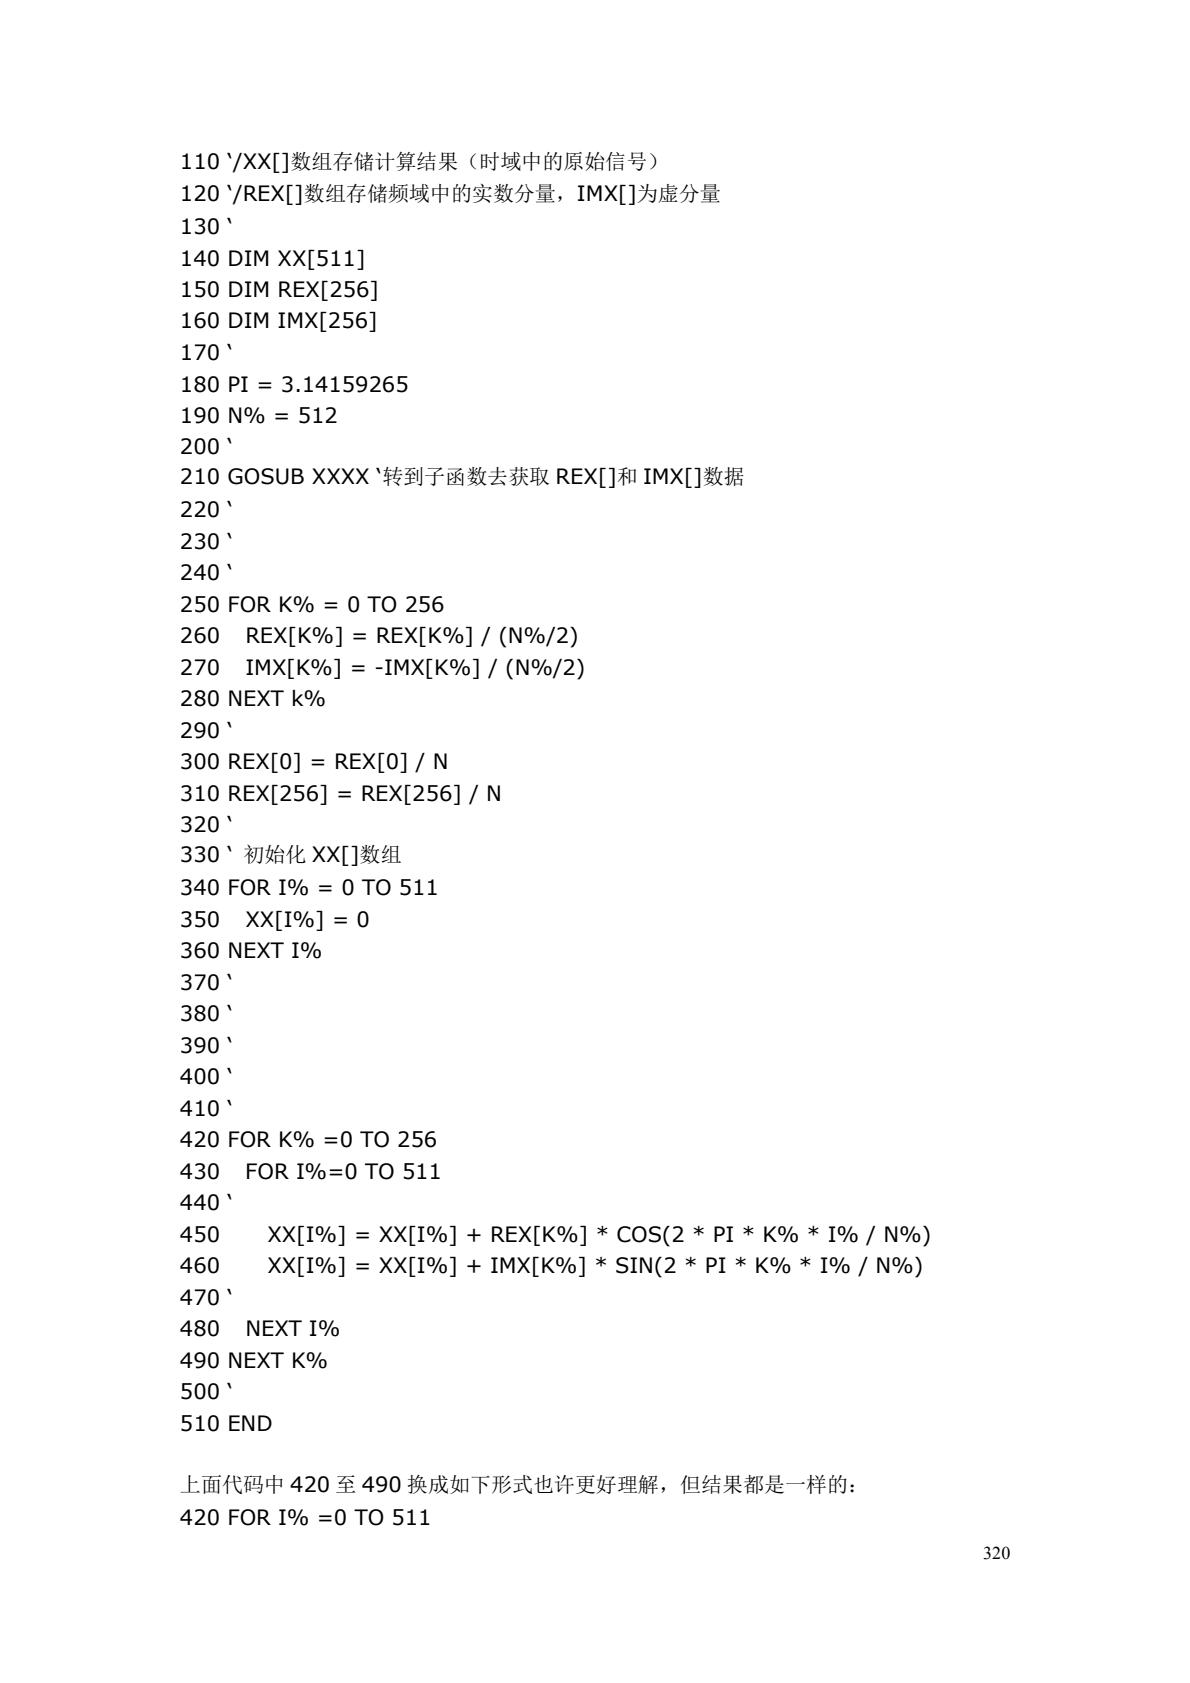 110 ‘/XX[]数组存储计算结果（时域中的原始信号）
120 ‘/REX[]数组存储频域中的实数分量，IMX[]为虚分量
130 ‘
140 DIM XX[511]
150 DIM REX[256]
160 DIM IMX[256]
170 ‘
180 PI = 3.14159265
190 N% = 512
200 ‘
210 GOSUB XXXX ‘转到子函数去获取 REX[]和 IMX[]数据
220 ‘
230 ‘
240 ‘
250 FOR K% = 0 TO 256
260   REX[K%] = REX[K%] / (N%/2)
270   IMX[K%] = -IMX[K%] / (N%/2)
280 NEXT k%
290 ‘
300 REX[0] = REX[0] / N
310 REX[256] = REX[256] / N
320 ‘
330 ‘ 初始化 XX[]数组
340 FOR I% = 0 TO 511
350   XX[I%] = 0
360 NEXT I%
370 ‘
380 ‘
390 ‘
400 ‘
410 ‘
420 FOR K% =0 TO 256
430   FOR I%=0 TO 511
440 ‘
450     XX[I%] = XX[I%] + REX[K%] * COS(2 * PI * K% * I% / N%)
460     XX[I%] = XX[I%] + IMX[K%] * SIN(2 * PI * K% * I% / N%)
470 ‘
480   NEXT I%
490 NEXT K%
500 ‘
510 END
上面代码中 420 至 490 换成如下形式也许更好理解，但结果都是一样的：
420 FOR I% =0 TO 511
320